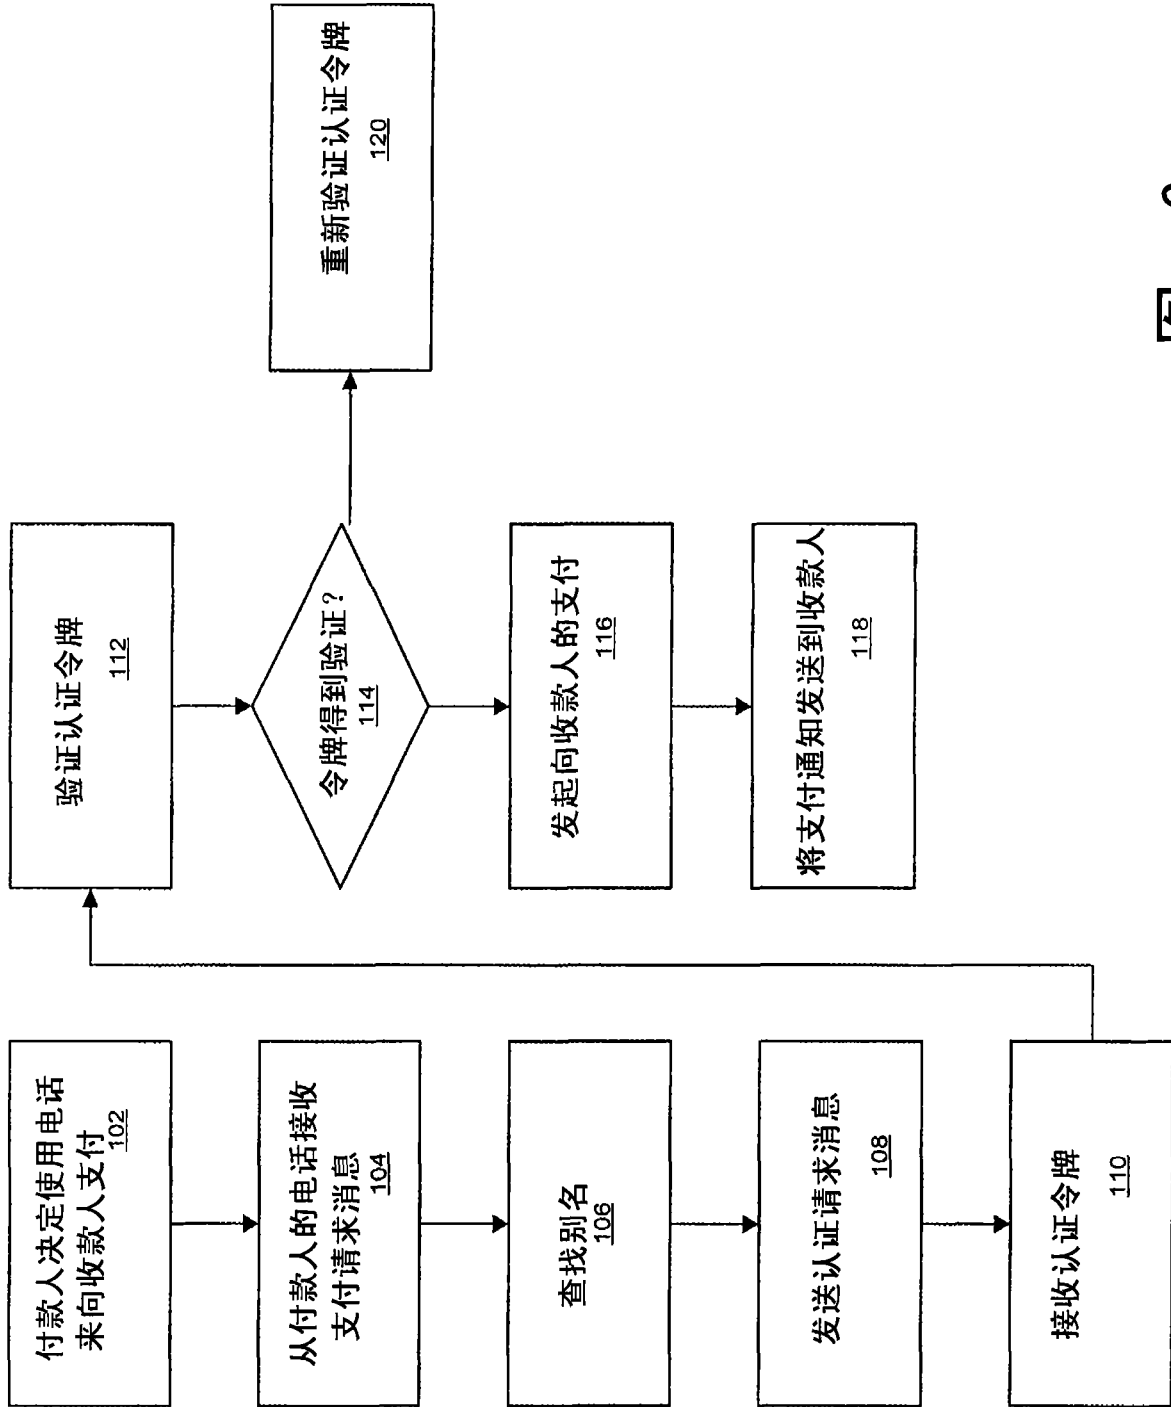 付款人决定使用电话
来向收款人支付
102
从付款人的电话接收
支付请求消息
104
查找别名
106
发送认证请求消息
108
接收认证令牌
110
验证认证令牌
112
令牌得到验证？
114
发起向收款人的支付
116
将支付通知发送到收款人
118
重新验证认证令牌
120